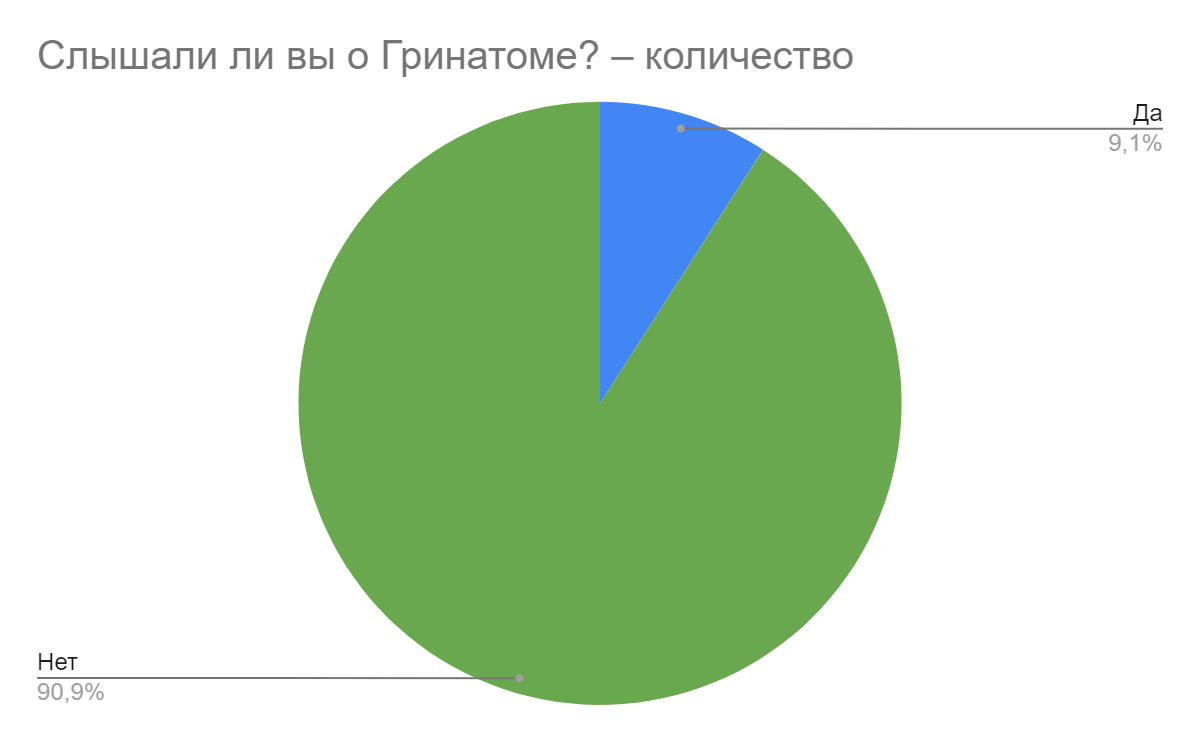 Слышали ли вы о Гринатоме? – количество
Да
9,1%
Нет
90,9%